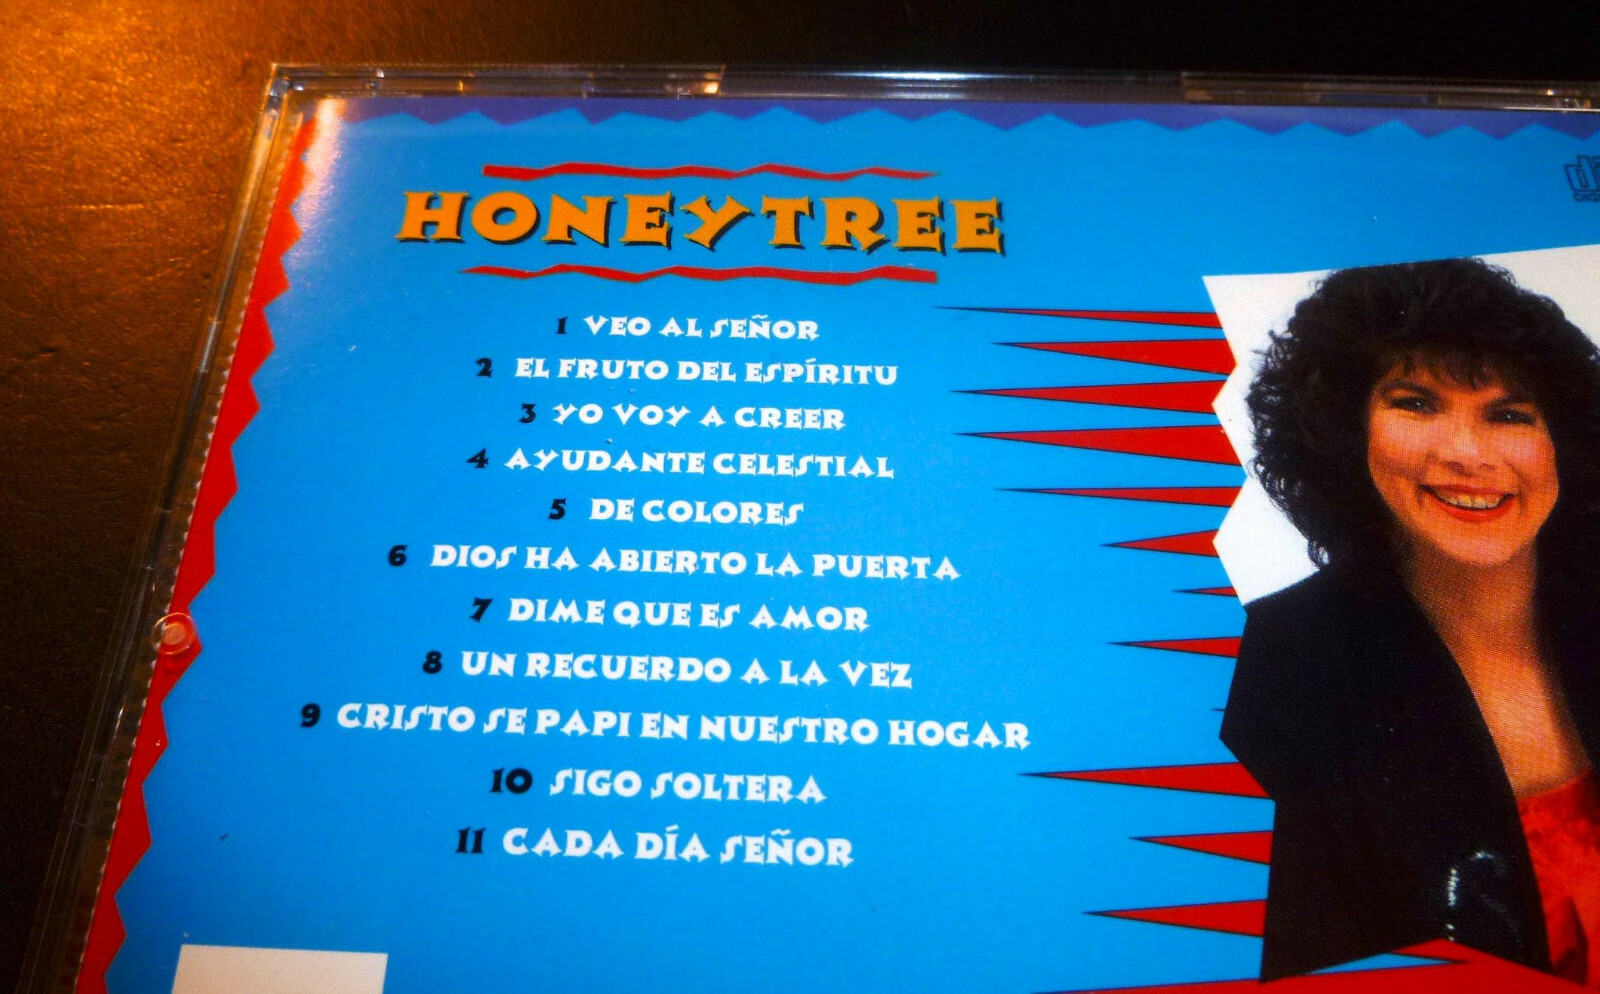 HONEYTREE
1 VEO AL SEÑOR
2 EL FRUTO DEL ESPÍRITU
3 YO VOY A CREER
4 AYUDANTE CELESTIAL
5 DE COLORES
6 DIOS HA ABIERTO LA PUERTA
7 DIME QUE ES AMOR
8 UN RECUERDO A LA VEZ
9 CRISTO SE PAPI EN NUESTRO HOGAR
10 SIGO SOLTERA
11 CADA DÍA SEÑOR